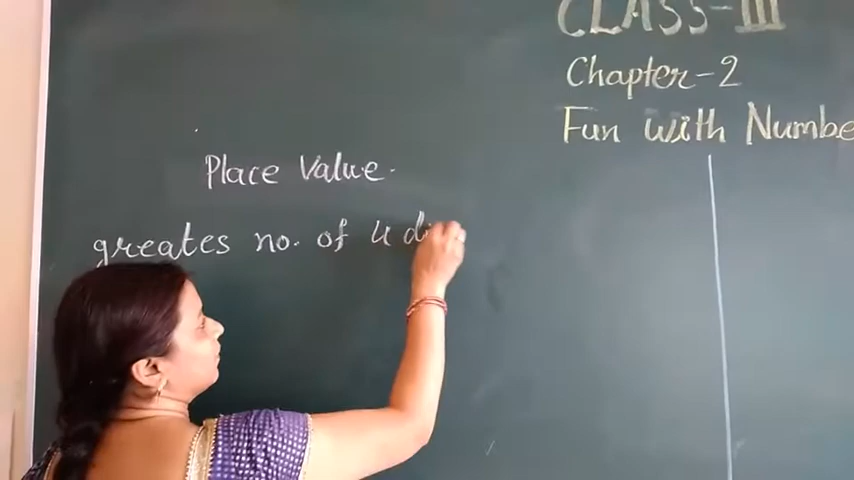 CLASS-III
Chapter-2
Fun with Numbe
Place Value.
greates no. of 4 di